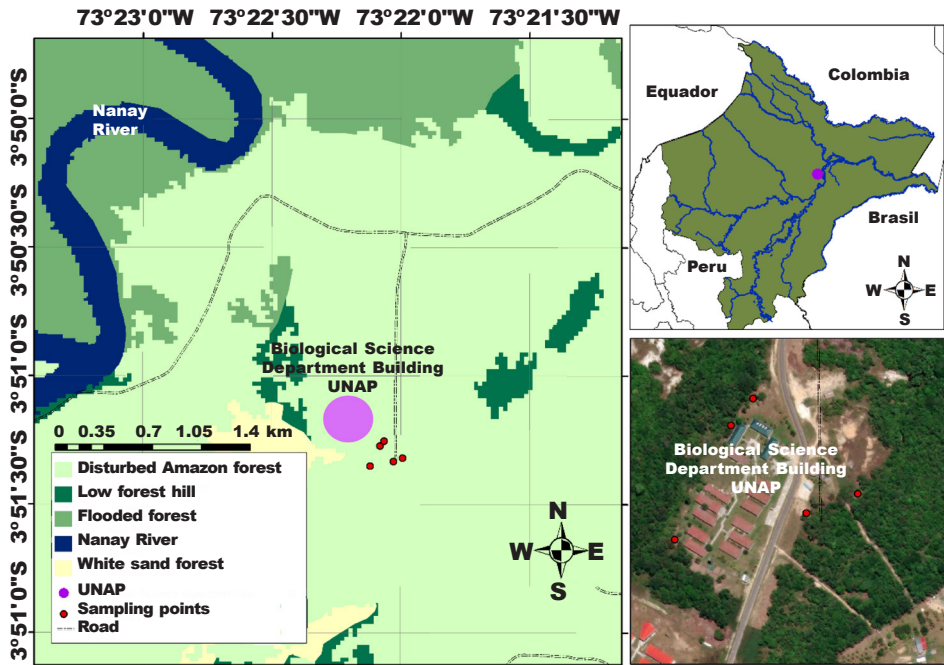 73°23'0"W
73°22'30"W
73°22'0"W
73°21'30"W
3°50'0"S
3°50'30"S
3°51'0"S
3°51'30"S
3°51'0"S
Nanay
River
Biological Science
Department Building
UNAP
0 0.35 0.7 1.05 1.4 km
Disturbed Amazon forest
Low forest hill
Flooded forest
Nanay River
White sand forest
UNAP
Sampling points
Road
N
W E
S
Equador
Colombia
Brasil
Peru
N
W E
S
Biological Science
Department Building
UNAP